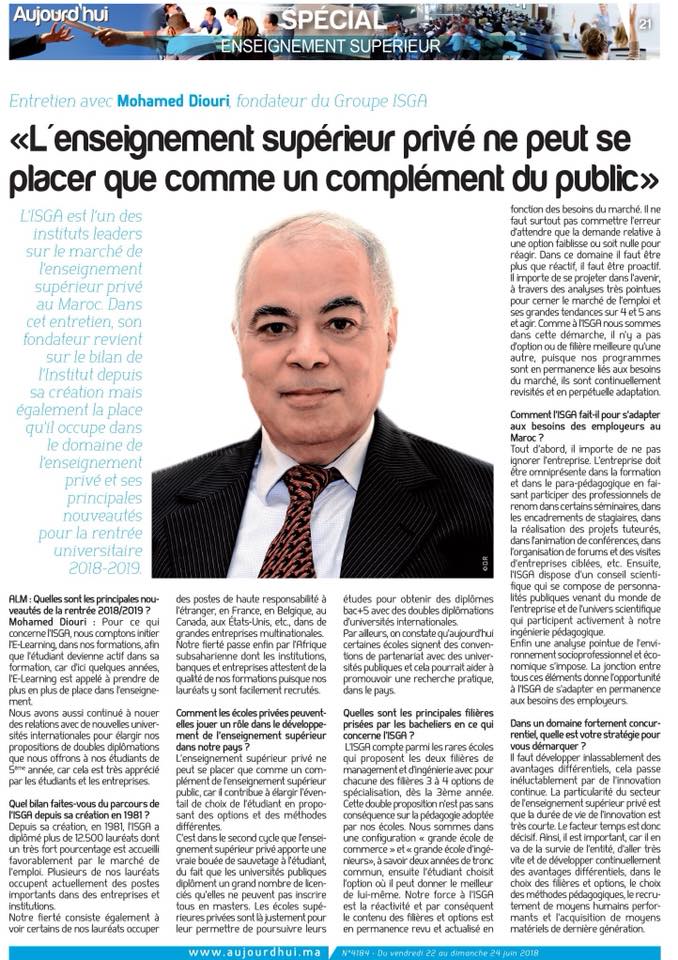 Aujourd'hui
SPÉCIAL
ENSEIGNEMENT SUPERIEUR
21
Entretien avec Mohamed Diouri, fondateur du Groupe ISGA
«L´enseignement supérieur privé ne peut se
placer que comme un complément du public»
L'ISGA est l'un des
instituts leaders
sur le marché de
l'enseignement
supérieur privé
au Maroc. Dans
cet entretien, son
fondateur revient
sur le bilan de
l'Institut depuis
sa création mais
également la place
qu'il occupe dans
le domaine de
l'enseignement
privé et ses
principales
nouveautés
pour la rentrée
universitaire
2018-2019.
©DR
ALM : Quelles sont les principales nou-
veautés de la rentrée 2018/2019 ?
Mohamed Diouri : Pour ce qui
concerne l'ISGA, nous comptons initier
l'E-Learning, dans nos formations, afin
que l'étudiant devienne actif dans sa
formation, car d'ici quelques années,
l'E-Learning est appelé à prendre de
plus en plus de place dans l'enseigne-
ment.
Nous avons aussi continué à nouer
des relations avec de nouvelles univer-
sités internationales pour élargir nos
propositions de doubles diplômations
que nous offrons à nos étudiants de
5ème année, car cela est très apprécié
par les étudiants et les entreprises.
Quel bilan faites-vous du parcours de
l'ISGA depuis sa création en 1981 ?
Depuis sa création, en 1981, l'ISGA a
diplômé plus de 12.500 lauréats dont
un très fort pourcentage est accueilli
favorablement par le marché de
l'emploi. Plusieurs de nos lauréats
occupent actuellement des postes
importants dans des entreprises et
institutions.
Notre fierté consiste également à
voir certains de nos lauréats occuper
des postes de haute responsabilité à
l'étranger, en France, en Belgique, au
Canada, aux États-Unis, etc., dans de
grandes entreprises multinationales.
Notre fierté passe enfin par l'Afrique
subsaharienne dont les institutions,
banques et entreprises attestent de la
qualité de nos formations puisque nos
lauréats y sont facilement recrutés.
Comment les écoles privées peuvent-
elles jouer un rôle dans le développe-
ment de l'enseignement supérieur
dans notre pays ?
L'enseignement supérieur privé ne
peut se placer que comme un com-
plément de l'enseignement supérieur
public, car il contribue à élargir l'éven-
tail de choix de l'étudiant en propo-
sant des options et des méthodes
différentes.
C'est dans le second cycle que l'ensei-
gnement supérieur privé apporte une
vraie bouée de sauvetage à l'étudiant,
du fait que les universités publiques
diplôment un grand nombre de licen-
ciés qu'elles ne peuvent pas inscrire
tous en masters. Les écoles supé-
rieures privées sont là justement pour
leur permettre de poursuivre leurs
études pour obtenir des diplômes
bac+5 avec des doubles diplômations
d'universités internationales.
Par ailleurs, on constate qu'aujourd'hui
certaines écoles signent des conven-
tions de partenariat avec des univer-
sités publiques et cela pourrait aider à
promouvoir une recherche pratique,
dans le pays.
Quelles sont les principales filières
prisées par les bacheliers en ce qui
concerne l'ISGA ?
L'ISGA compte parmi les rares écoles
qui proposent les deux filières de
management et d'ingénierie avec pour
chacune des filières 3 à 4 options de
spécialisation, dès la 3ème année.
Cette double proposition n'est pas sans
conséquence sur la pédagogie adoptée
par nos écoles. Nous sommes dans
une configuration « grande école de
commerce » et « grande école d'ingé-
nieurs», à savoir deux années de tronc
commun, ensuite l'étudiant choisit
l'option où il peut donner le meilleur
de lui-même. Notre force à l'ISGA
est la réactivité et par conséquent
le contenu des filières et options est
en permanence revu et actualisé en
fonction des besoins du marché. Il ne
faut surtout pas commettre l'erreur
d'attendre que la demande relative à
une option faiblisse ou soit nulle pour
réagir. Dans ce domaine il faut être
plus que réactif, il faut être proactif.
Il importe de se projeter dans l'avenir,
à travers des analyses très pointues
pour cerner le marché de l'emploi et
ses grandes tendances sur 4 et 5 ans
et agir. Comme à l'ISGA nous sommes
dans cette démarche, il n'y a pas
d'option ou de filière meilleure qu'une
autre, puisque nos programmes
sont en permanence liés aux besoins
du marché, ils sont continuellement
revisités et en perpétuelle adaptation.
Comment l'ISGA fait-il pour s'adapter
aux besoins des employeurs au
Maroc ?
Tout d'abord, il importe de ne pas
ignorer l'entreprise. L'entreprise doit
être omniprésente dans la formation
et dans le para-pédagogique en fai-
sant participer des professionnels de
renom dans certains séminaires, dans
les encadrements de stagiaires, dans
la réalisation des projets tuteurés,
dans l'animation de conférences, dans
l'organisation de forums et des visites
d'entreprises ciblées, etc. Ensuite,
l'ISGA dispose d'un conseil scienti-
fique qui se compose de personna-
lités publiques venant du monde de
l'entreprise et de l'univers scientifique
qui participent activement à notre
ingénierie pédagogique.
Enfin une analyse pointue de l'envi-
ronnement socioprofessionnel et éco-
nomique s'impose. La jonction entre
tous ces éléments donne l'opportunité
à l'ISGA de s'adapter en permanence
aux besoins des employeurs.
Dans un domaine fortement concur-
rentiel, quelle est votre stratégie pour
vous démarquer ?
Il faut développer inlassablement des
avantages différentiels, cela passe
inéluctablement par de l'innovation
continue. La particularité du secteur
de l'enseignement supérieur privé est
que la durée de vie de l'innovation est
très courte. Le facteur temps est donc
décisif. Ainsi, il est important, car il en
va de la survie de l'entité, d'aller très
vite et de développer continuellement
des avantages différentiels, dans le
choix des filières et options, le choix
des méthodes pédagogiques, le recru-
tement de moyens humains perfor-
mants et l'acquisition de moyens
matériels de dernière génération.
www.aujourdhui.ma
N°4184 - Du vendredi 22 au dimanche 24 juin 2018